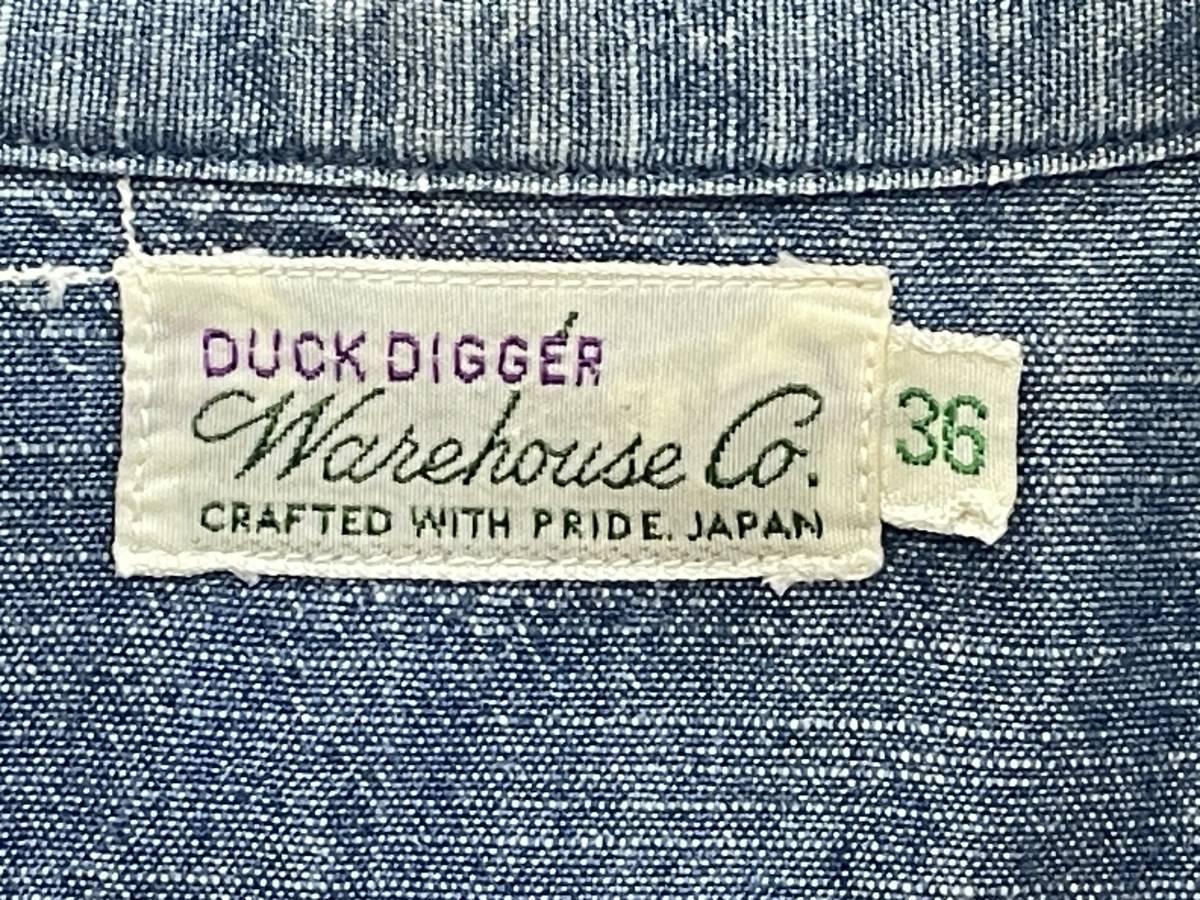 DUCK DIGGER
Warehouse Co.
CRAFTED WITH PRIDE. JAPAN
36